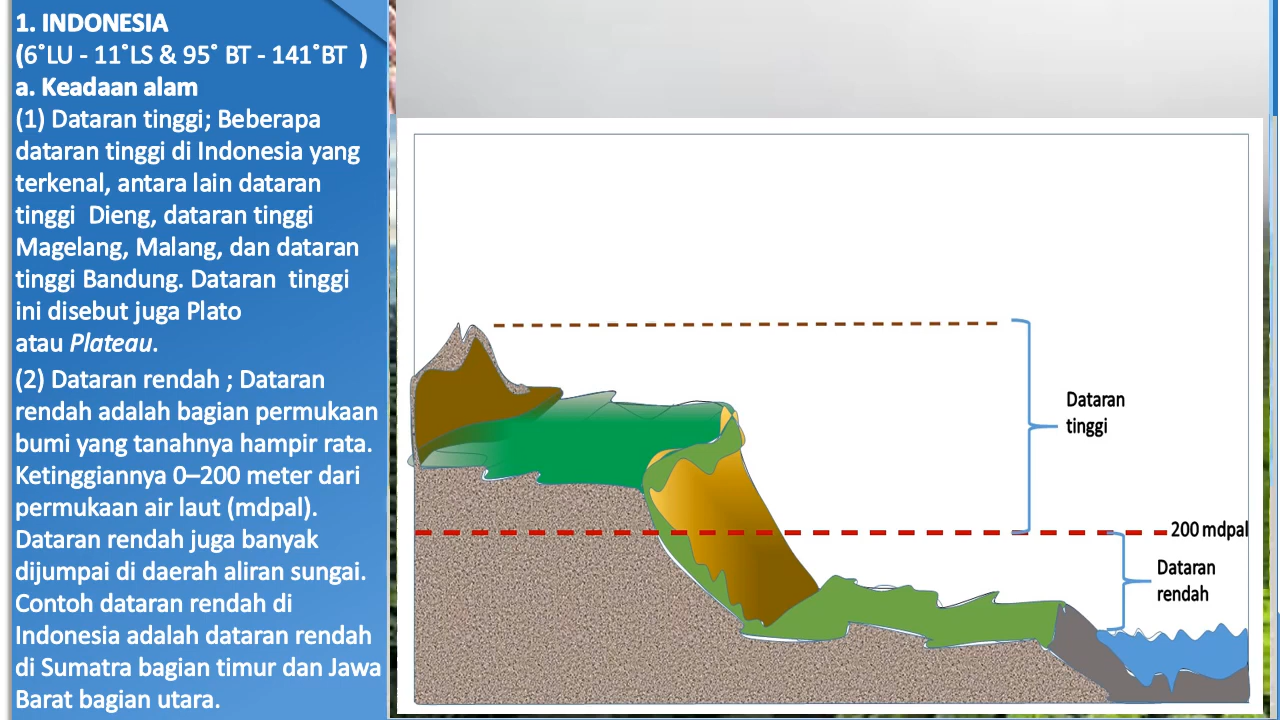 1. INDONESIA
(6˚LU - 11˚LS & 95˚ BT - 141˚BT )
a. Keadaan alam
(1) Dataran tinggi; Beberapa
dataran tinggi di Indonesia yang
terkenal, antara lain dataran
tinggi Dieng, dataran tinggi
Magelang, Malang, dan dataran
tinggi Bandung. Dataran tinggi
ini disebut juga Plato
atau Plateau.
(2) Dataran rendah ; Dataran
rendah adalah bagian permukaan
bumi yang tanahnya hampir rata.
Ketinggiannya 0–200 meter dari
permukaan air laut (mdpal).
Dataran rendah juga banyak
dijumpai di daerah aliran sungai.
Contoh dataran rendah di
Indonesia adalah dataran rendah
di Sumatra bagian timur dan Jawa
Barat bagian utara.
Dataran
tinggi
200 mdpal
Dataran
rendah